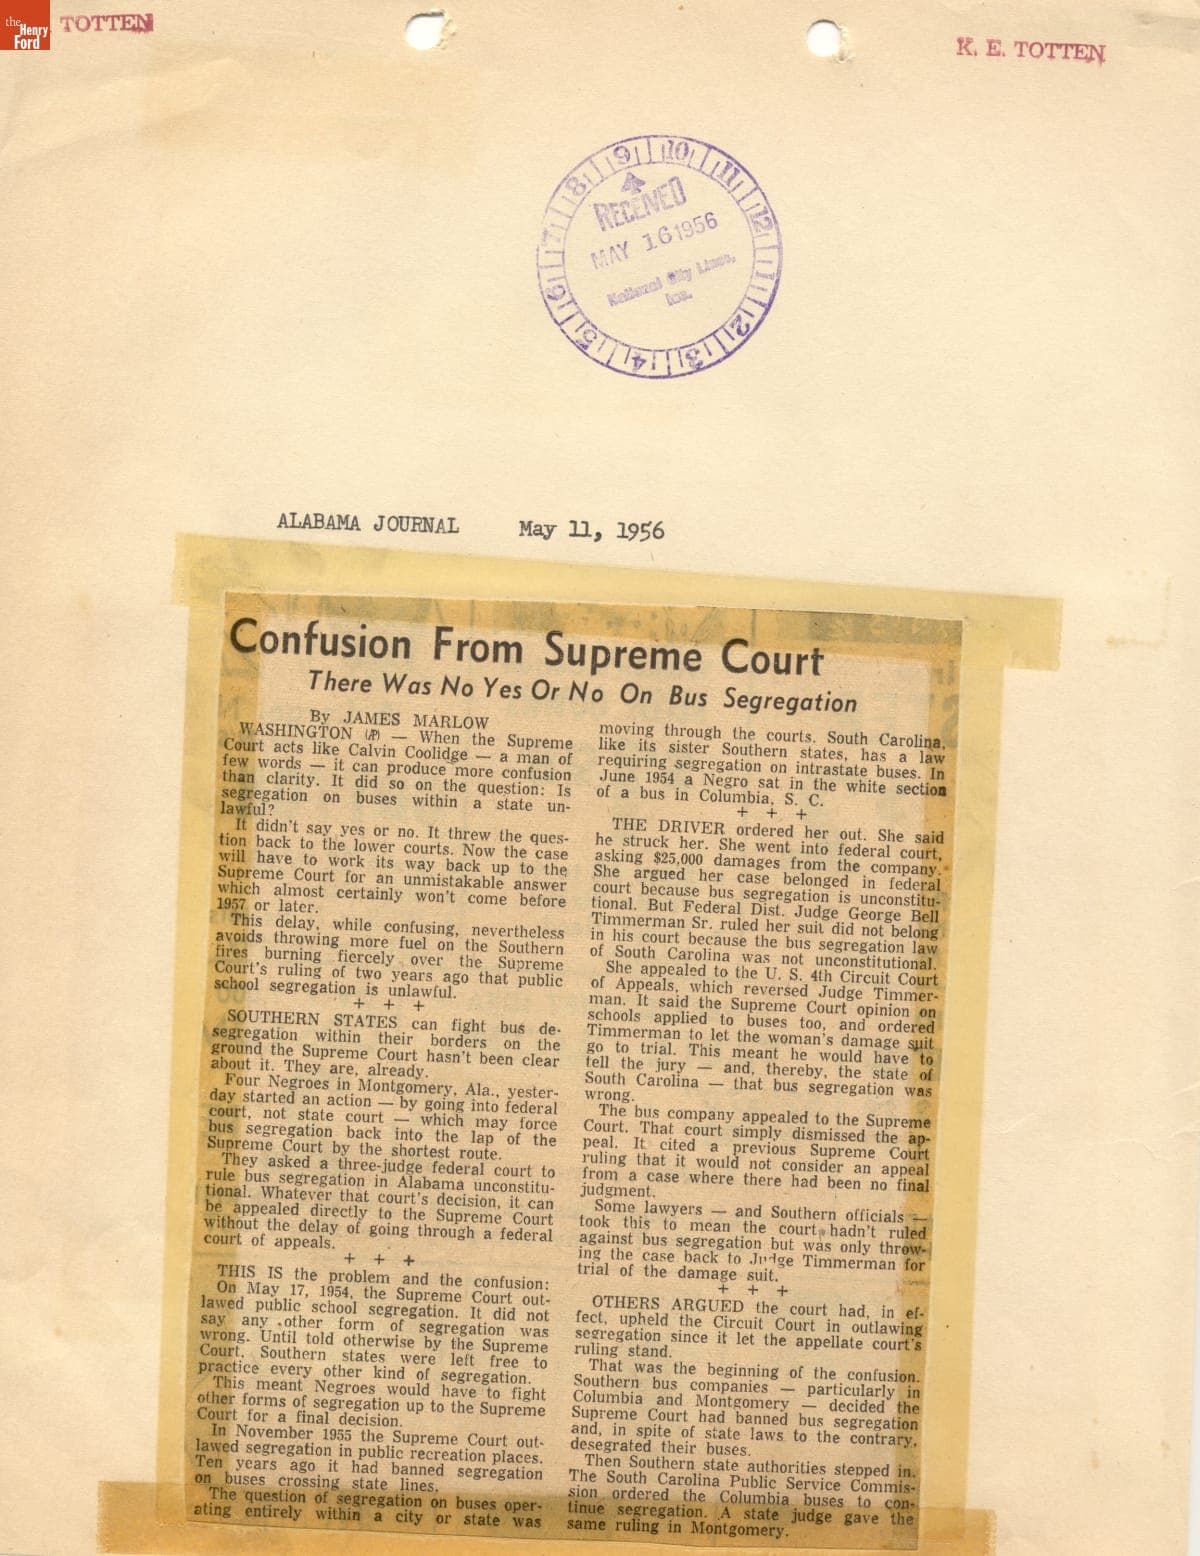 the
Henry
Ford
TOTTEN
K. E. TOTTEN
9 10 11 12 1 2 3 4 5 6 7 8
RECEIVED
MAY 16 1956
National City Lines,
Inc.
ALABAMA JOURNAL May 11, 1956
Confusion From Supreme Court
There Was No Yes Or No On Bus Segregation
By JAMES MARLOW
WASHINGTON (AP) — When the Supreme
Court acts like Calvin Coolidge — a man of
few words — it can produce more confusion
than clarity. It did so on the question: Is
segregation on buses within a state un-
lawful?
It didn't say yes or no. It threw the ques-
tion back to the lower courts. Now the case
will have to work its way back up to the
Supreme Court for an unmistakable answer
which almost certainly won't come before
1957 or later.
This delay, while confusing, nevertheless
avoids throwing more fuel on the Southern
fires burning fiercely over the Supreme
Court's ruling of two years ago that public
school segregation is unlawful.
+ + +
SOUTHERN STATES can fight bus de-
segregation within their borders on the
ground the Supreme Court hasn't been clear
about it. They are, already.
Four Negroes in Montgomery, Ala., yester-
day started an action — by going into federal
court, not state court — which may force
bus segregation back into the lap of the
Supreme Court by the shortest route.
They asked a three-judge federal court to
rule bus segregation in Alabama unconstitu-
tional. Whatever that court's decision, it can
be appealed directly to the Supreme Court
without the delay of going through a federal
court of appeals.
+ + +
THIS IS the problem and the confusion:
On May 17, 1954, the Supreme Court out-
lawed public school segregation. It did not
say any other form of segregation was
wrong. Until told otherwise by the Supreme
Court, Southern states were left free to
practice every other kind of segregation.
This meant Negroes would have to fight
other forms of segregation up to the Supreme
Court for a final decision.
In November 1955 the Supreme Court out-
lawed segregation in public recreation places.
Ten years ago it had banned segregation
on buses crossing state lines.
The question of segregation on buses oper-
ating entirely within a city or state was
moving through the courts. South Carolina,
like its sister Southern states, has a law
requiring segregation on intrastate buses. In
June 1954 a Negro sat in the white section
of a bus in Columbia, S. C.
+ + +
THE DRIVER ordered her out. She said
he struck her. She went into federal court,
asking $25,000 damages from the company.
She argued her case belonged in federal
court because bus segregation is unconstitu-
tional. But Federal Dist. Judge George Bell
Timmerman Sr. ruled her suit did not belong
in his court because the bus segregation law
of South Carolina was not unconstitutional.
She appealed to the U. S. 4th Circuit Court
of Appeals, which reversed Judge Timmer-
man. It said the Supreme Court opinion on
schools applied to buses too, and ordered
Timmerman to let the woman's damage suit
go to trial. This meant he would have to
tell the jury — and, thereby, the state of
South Carolina — that bus segregation was
wrong.
The bus company appealed to the Supreme
Court. That court simply dismissed the ap-
peal. It cited a previous Supreme Court
ruling that it would not consider an appeal
from a case where there had been no final
judgment.
Some lawyers — and Southern officials —
took this to mean the court hadn't ruled
against bus segregation but was only throw-
ing the case back to Judge Timmerman for
trial of the damage suit.
+ + +
OTHERS ARGUED the court had, in ef-
fect, upheld the Circuit Court in outlawing
segregation since it let the appellate court's
ruling stand.
That was the beginning of the confusion.
Southern bus companies — particularly in
Columbia and Montgomery — decided the
Supreme Court had banned bus segregation
and, in spite of state laws to the contrary,
desegrated their buses.
Then Southern state authorities stepped in.
The South Carolina Public Service Commis-
sion ordered the Columbia buses to con-
tinue segregation. A state judge gave the
same ruling in Montgomery.